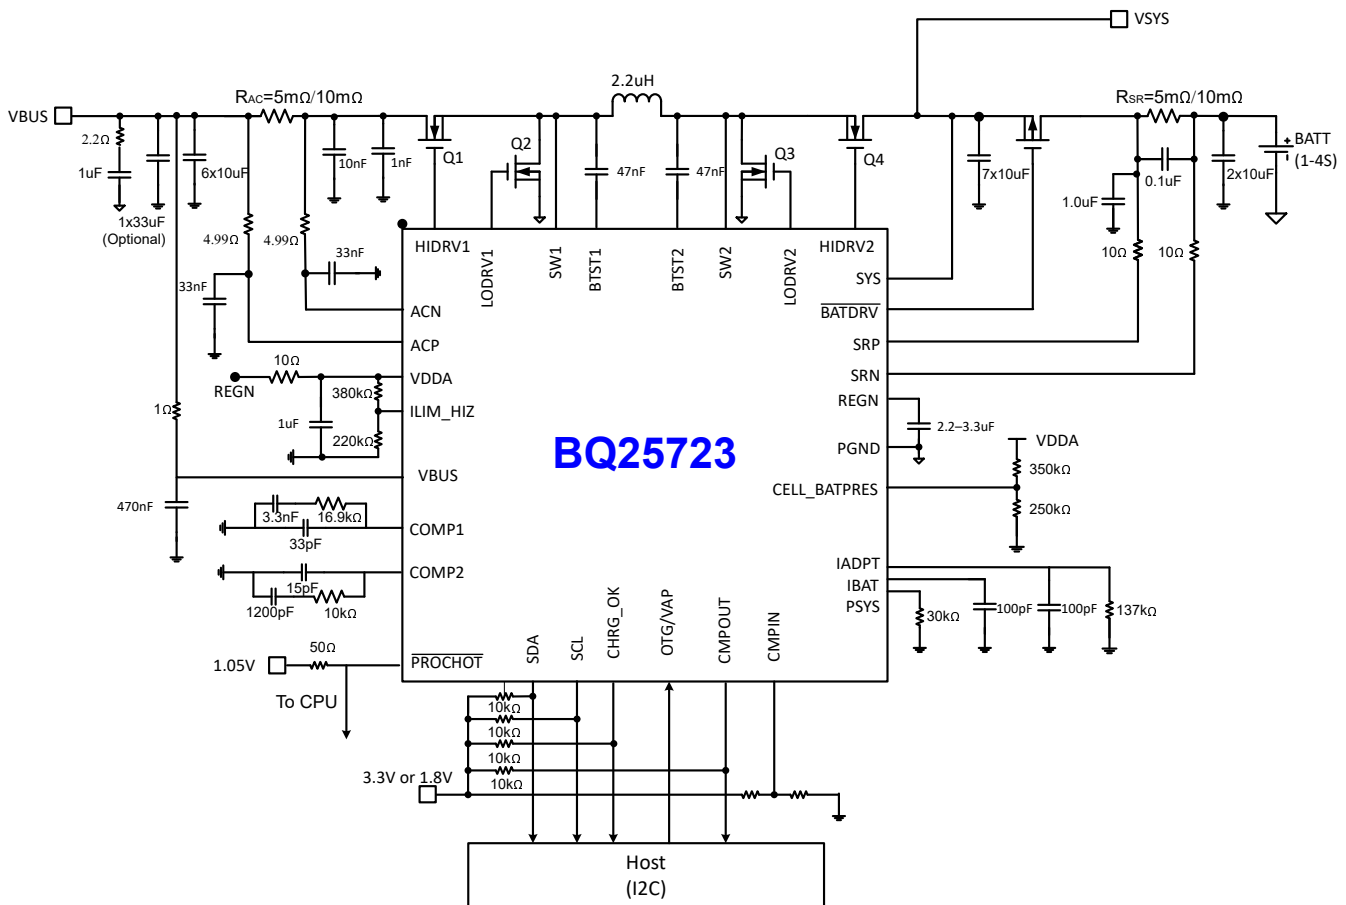 VSYS
2.2uH
RAC=5mΩ/10mΩ
RSR=5mΩ/10mΩ
VBUS
2.2Ω
1uF
1x33uF
(Optional)
6x10uF
10nF
1nF
Q1
Q2
47nF
47nF
Q3
Q4
7x10uF
0.1uF
1.0uF
2x10uF
+
-
BATT
(1-4S)
4.99Ω
4.99Ω
33nF
33nF
10Ω
10Ω
HIDRV1
LODRV1
SW1
BTST1
BTST2
SW2
LODRV2
HIDRV2
SYS
BATDRV
SRP
SRN
REGN
PGND
CELL_BATPRES
IADPT
IBAT
PSYS
ACN
ACP
VDDA
ILIM_HIZ
VBUS
COMP1
COMP2
PROCHOT
SDA
SCL
CHRG_OK
OTG/VAP
CMPOUT
CMPIN
BQ25723
10Ω
REGN
380kΩ
1uF
220kΩ
1Ω
470nF
3.3nF
16.9kΩ
33pF
15pF
1200pF
10kΩ
2.2–3.3uF
VDDA
350kΩ
250kΩ
30kΩ
100pF
100pF
137kΩ
50Ω
1.05V
To CPU
10kΩ
10kΩ
10kΩ
10kΩ
3.3V or 1.8V
Host
(I2C)